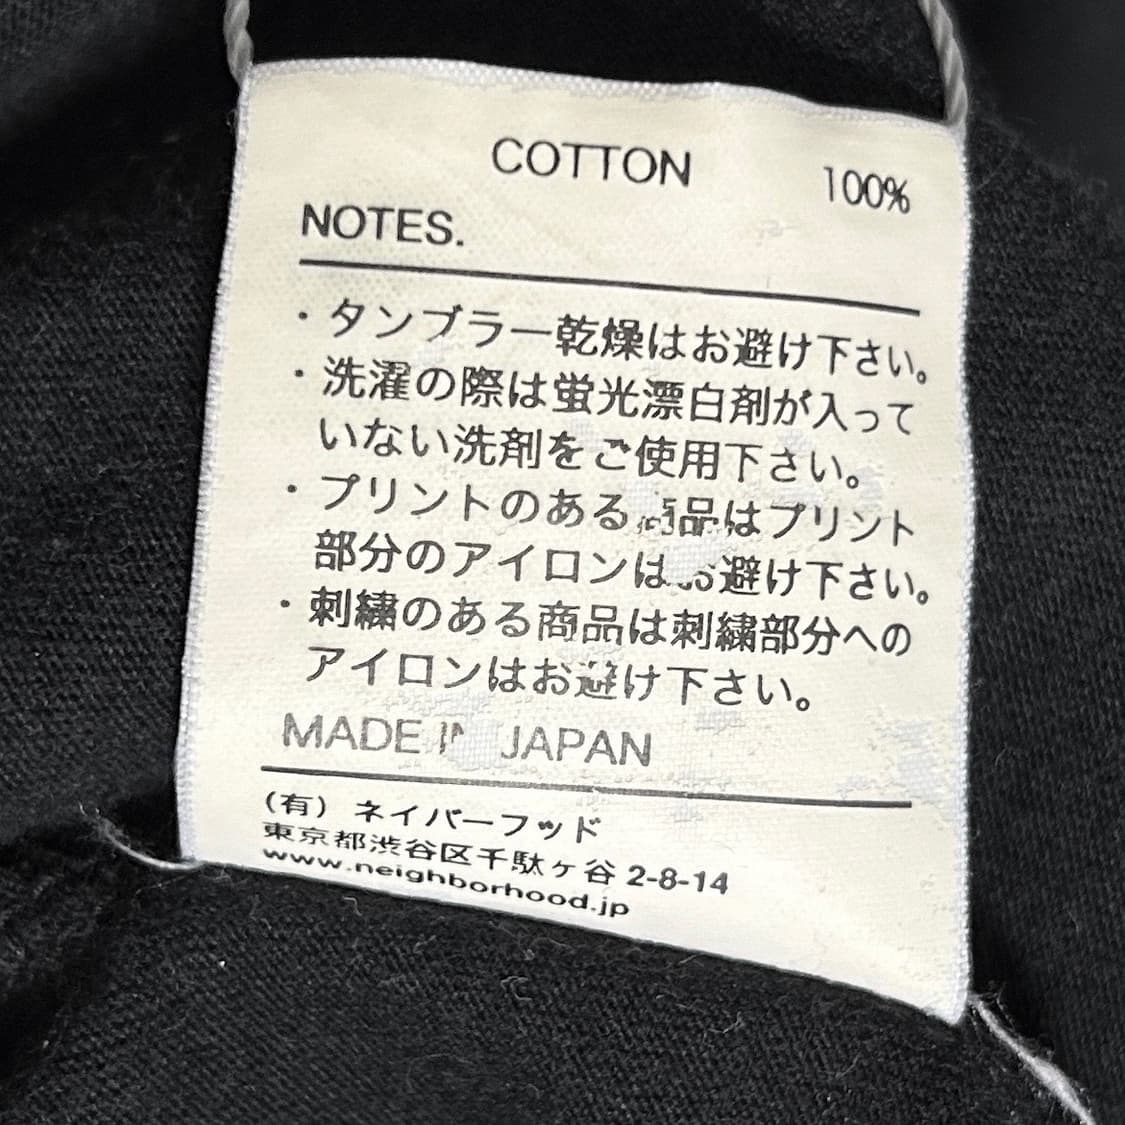 COTTON 100%
NOTES.
・タンブラー乾燥はお避け下さい。
・洗濯の際は蛍光漂白剤が入って
いない洗剤をご使用下さい。
・プリントのある商品はプリント
部分のアイロンはお避け下さい。
・刺繍のある商品は刺繍部分への
アイロンはお避け下さい。
MADE IN JAPAN
(有) ネイバーフッド
東京都渋谷区千駄ヶ谷 2-8-14
www.neighborhood.jp